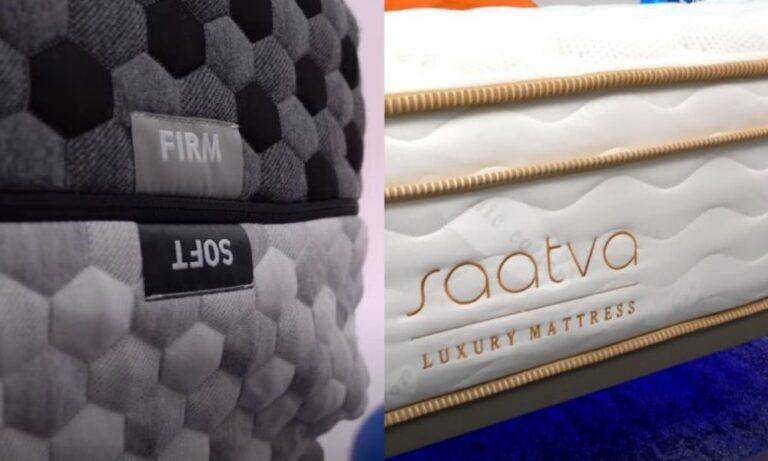 FIRM
SOFT
saatva
LUXURY MATTRESS